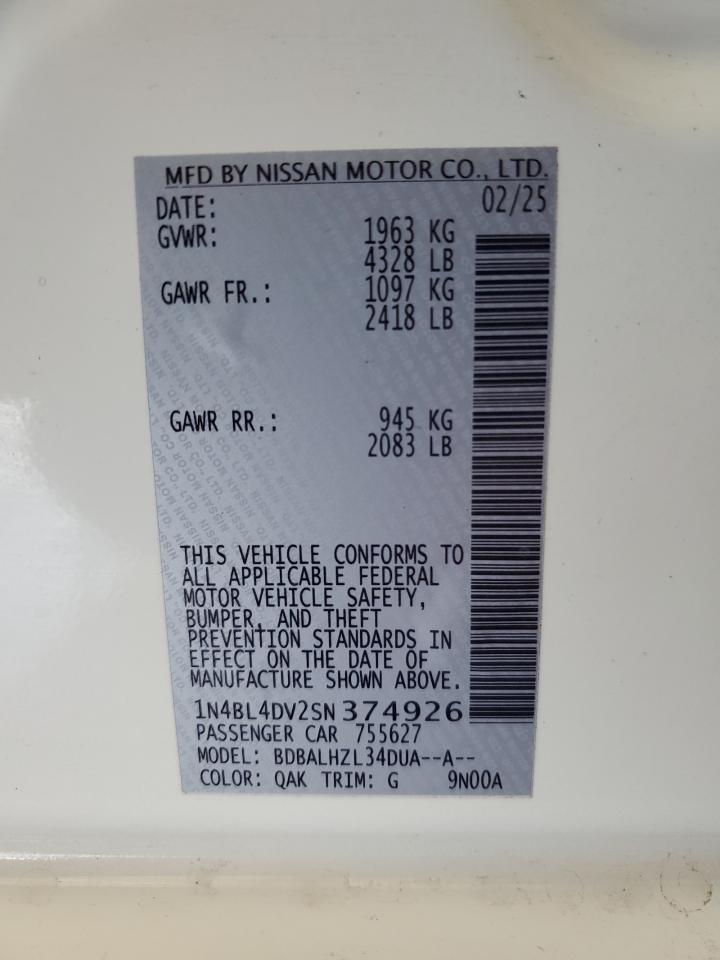 MFD BY NISSAN MOTOR CO., LTD.
DATE: 02/25
GVWR: 1963 KG
4328 LB
GAWR FR.: 1097 KG
2418 LB
GAWR RR.: 945 KG
2083 LB
THIS VEHICLE CONFORMS TO
ALL APPLICABLE FEDERAL
MOTOR VEHICLE SAFETY,
BUMPER, AND THEFT
PREVENTION STANDARDS IN
EFFECT ON THE DATE OF
MANUFACTURE SHOWN ABOVE.
1N4BL4DV2SN374926
PASSENGER CAR 755627
MODEL: BDBALHZL34DUA--A--
COLOR: QAK TRIM: G 9N00A